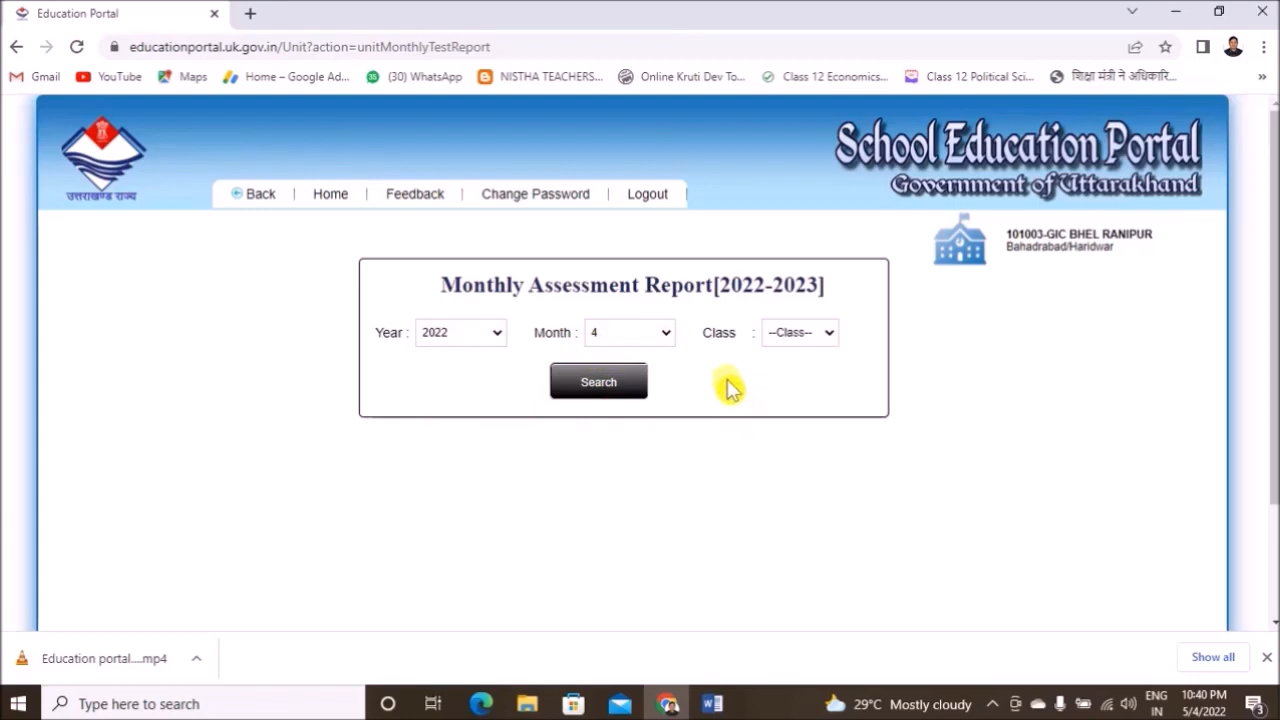 Education Portal
educationportal.uk.gov.in/Unit?action=unitMonthlyTestReport
Gmail YouTube Maps Home – Google Ad... (30) WhatsApp NISTHA TEACHERS... Online Kruti Dev To... Class 12 Economics... Class 12 Political Sci... शिक्षा मंत्री ने अधिकारि... »
School Education Portal
Government of Uttarakhand
उत्तराखण्ड राज्य
Back | Home | Feedback | Change Password | Logout |
101003-GIC BHEL RANIPUR
Bahadrabad/Haridwar
Monthly Assessment Report[2022-2023]
Year : 2022 Month : 4 Class : --Class--
Search
Education portal....mp4
Show all
Type here to search
29°C Mostly cloudy
ENG
IN
10:40 PM
5/4/2022
3